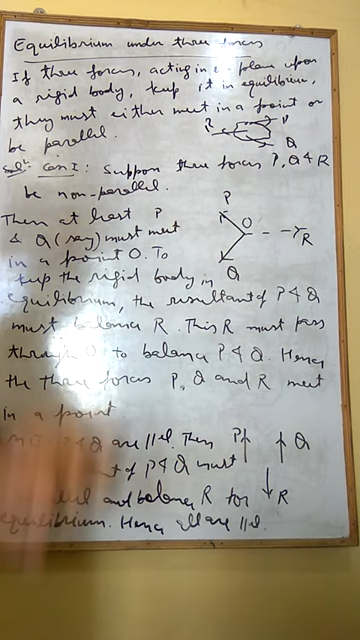 Equilibrium under three forces
If three forces, acting in a plane upon
a rigid body, keep it in equilibrium,
they must either meet in a point or
be parallel.
R P
Q
Solⁿ. Case I: Suppose three forces P, Q & R
be non-parallel.
Then at least P
& Q (say) must meet
in a point O. To
keep the rigid body in
P
O
R
Q
equilibrium, the resultant of P & Q
must balance R. This R must pass
through O to balance P & Q. Hence
the three forces P, Q and R meet
in a point
P & Q are ||el. Then
P Q
of P & Q must
and balance R for
R
equilibrium. Hence all are ||el.